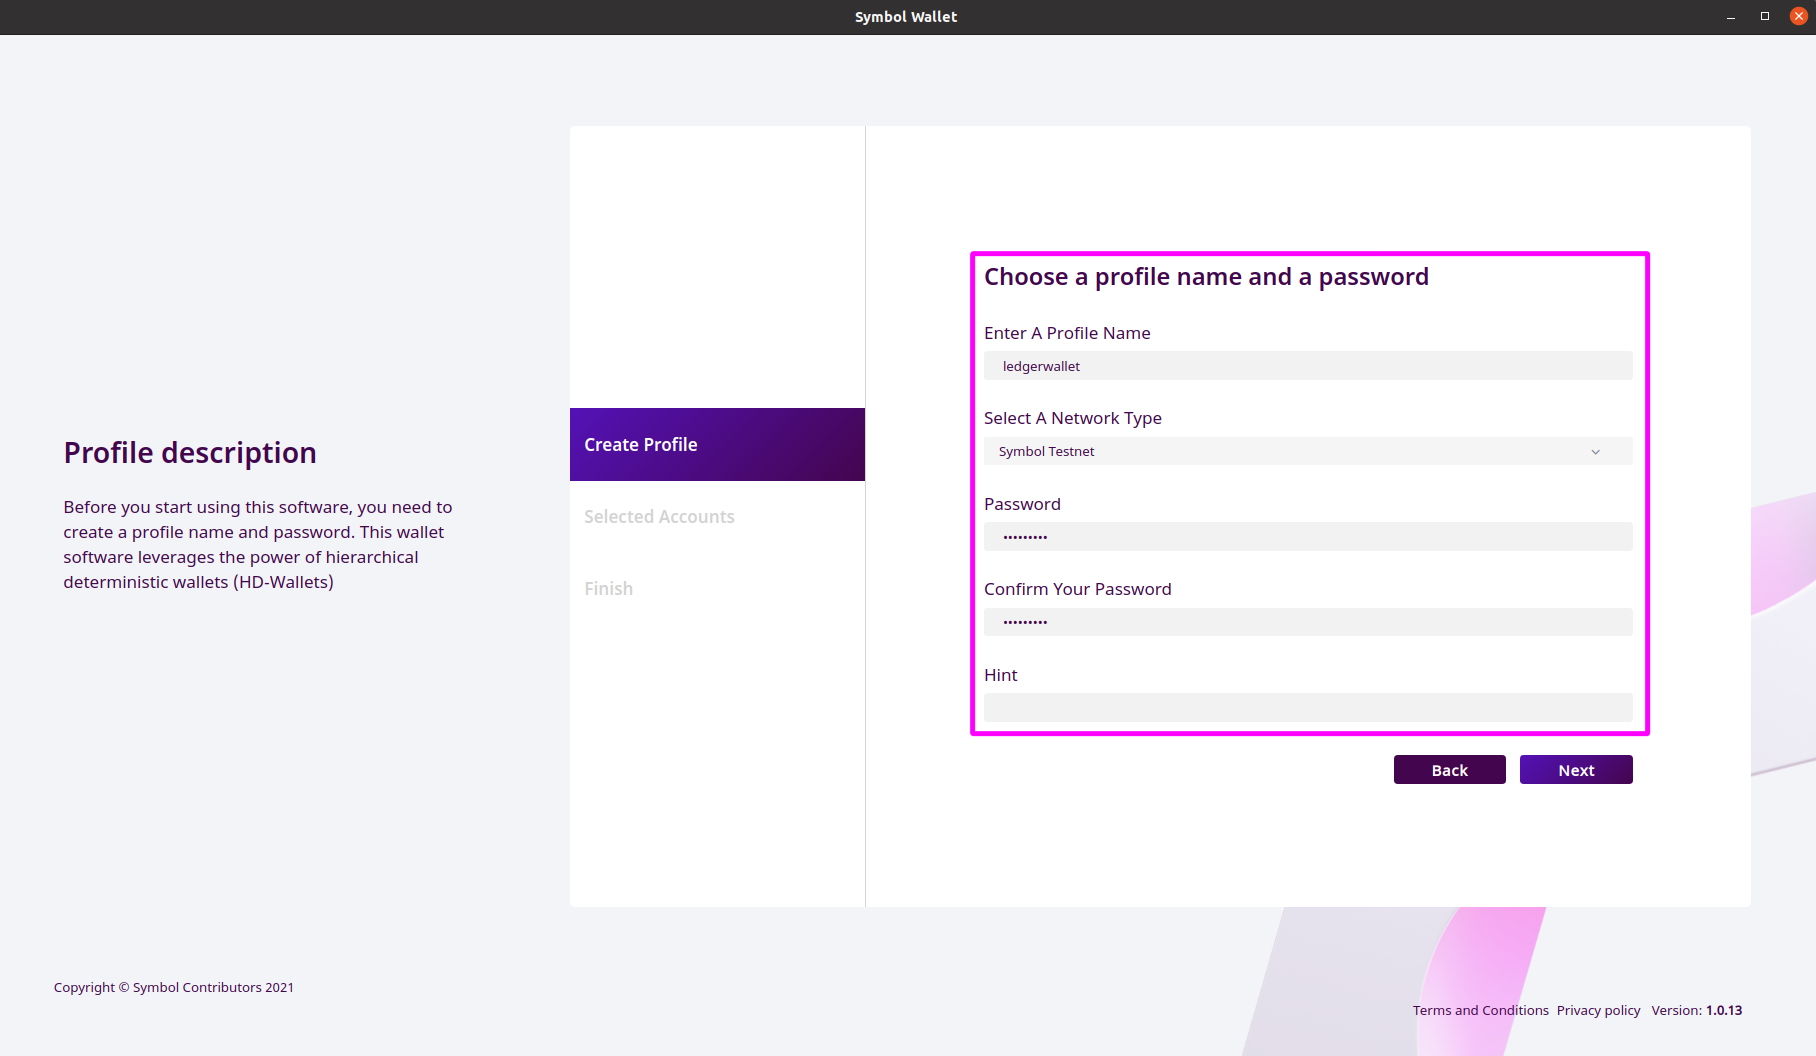 Symbol Wallet
Profile description
Before you start using this software, you need to
create a profile name and password. This wallet
software leverages the power of hierarchical
deterministic wallets (HD-Wallets)
Create Profile
Selected Accounts
Finish
Choose a profile name and a password
Enter A Profile Name
ledgerwallet
Select A Network Type
Symbol Testnet
Password
•••••••••
Confirm Your Password
•••••••••
Hint
Back
Next
Copyright © Symbol Contributors 2021
Terms and Conditions Privacy policy Version: 1.0.13